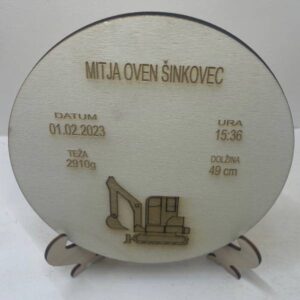 MITJA OVEN ŠINKOVEC
DATUM
URA
01.02.2023
15:36
TEŽA
DOLŽINA
2910g
49 cm